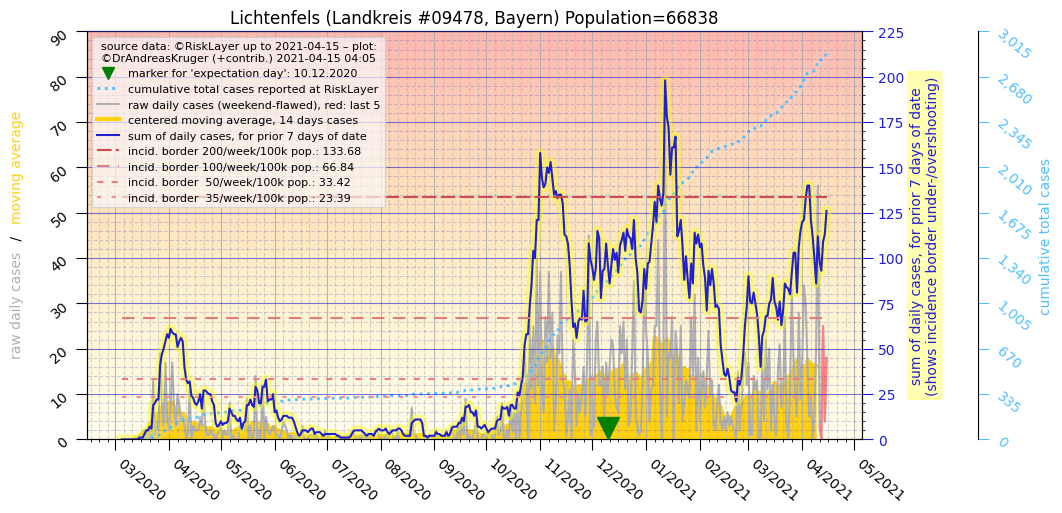 Lichtenfels (Landkreis #09478, Bayern) Population=66838
source data: ©RiskLayer up to 2021-04-15 – plot:
©DrAndreasKruger (+contrib.) 2021-04-15 04:05
marker for 'expectation day': 10.12.2020
cumulative total cases reported at RiskLayer
raw daily cases (weekend-flawed), red: last 5
centered moving average, 14 days cases
sum of daily cases, for prior 7 days of date
incid. border 200/week/100k pop.: 133.68
incid. border 100/week/100k pop.: 66.84
incid. border  50/week/100k pop.: 33.42
incid. border  35/week/100k pop.: 23.39
raw daily cases / moving average
90
80
70
60
50
40
30
20
10
0
03/2020
04/2020
05/2020
06/2020
07/2020
08/2020
09/2020
10/2020
11/2020
12/2020
01/2021
02/2021
03/2021
04/2021
05/2021
225
200
175
150
125
100
75
50
25
0
sum of daily cases, for prior 7 days of date
(shows incidence border under-/overshooting)
3,015
2,680
2,345
2,010
1,675
1,340
1,005
670
335
0
cumulative total cases